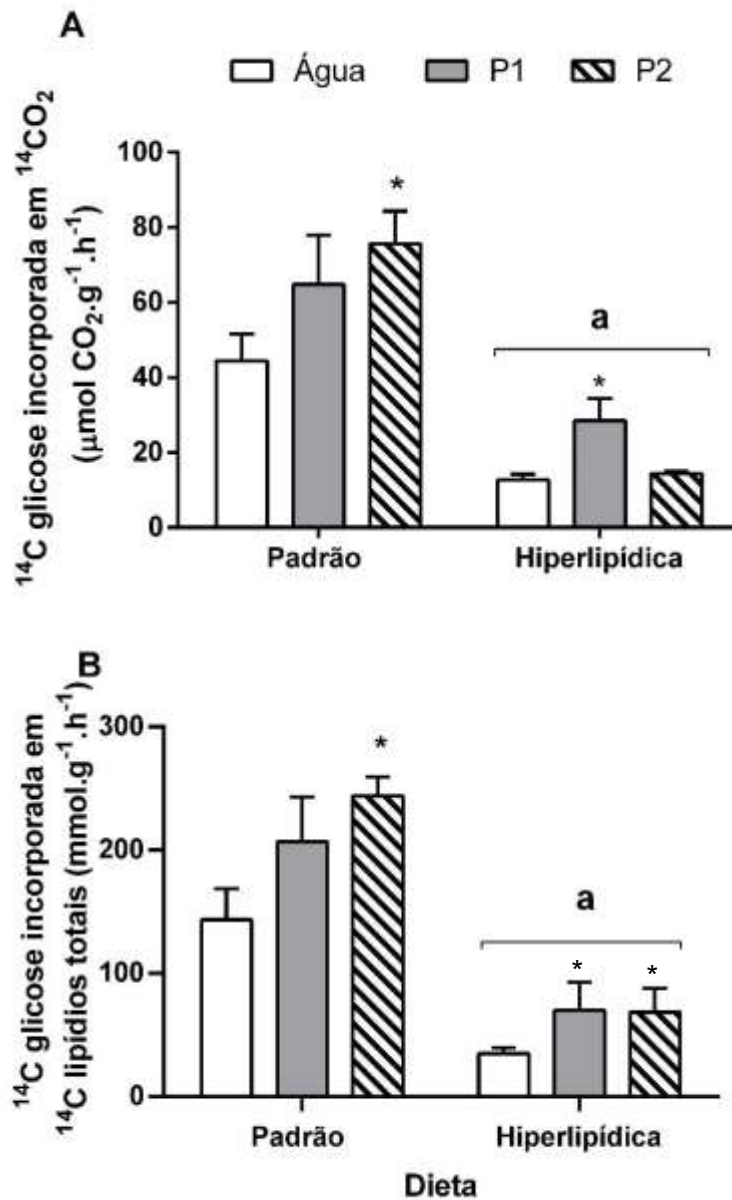 A
Água P1 P2
¹⁴C glicose incorporada em ¹⁴CO₂
(μmol CO₂·g⁻¹.h⁻¹)
100
80
60
40
20
0
*
a
*
Padrão Hiperlipídica
B
¹⁴C glicose incorporada em
¹⁴C lipídios totais (mmol.g⁻¹.h⁻¹)
300
200
100
0
*
a
* *
Padrão Hiperlipídica
Dieta